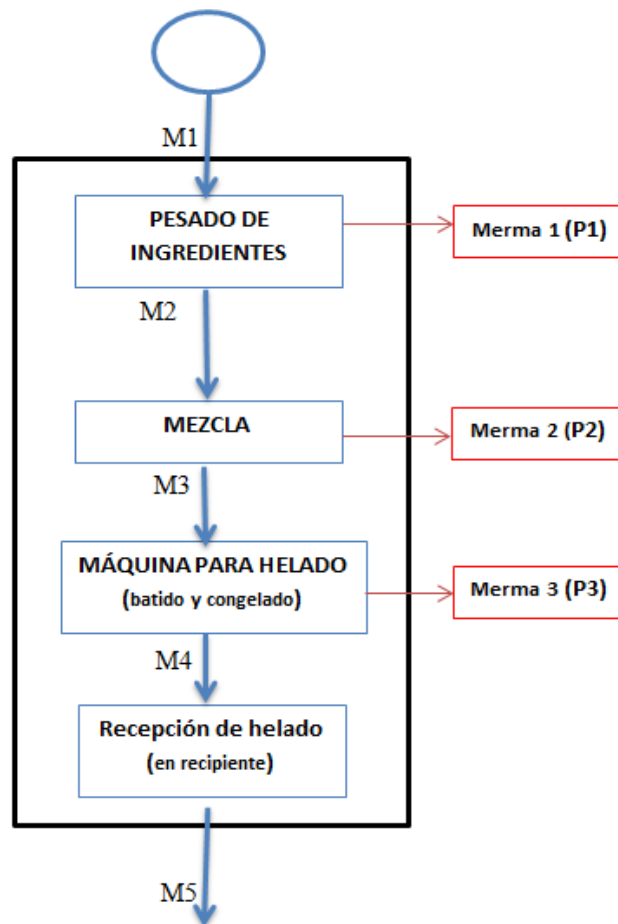 M1
PESADO DE
INGREDIENTES
Merma 1 (P1)
M2
MEZCLA
Merma 2 (P2)
M3
MÁQUINA PARA HELADO
(batido y congelado)
Merma 3 (P3)
M4
Recepción de helado
(en recipiente)
M5